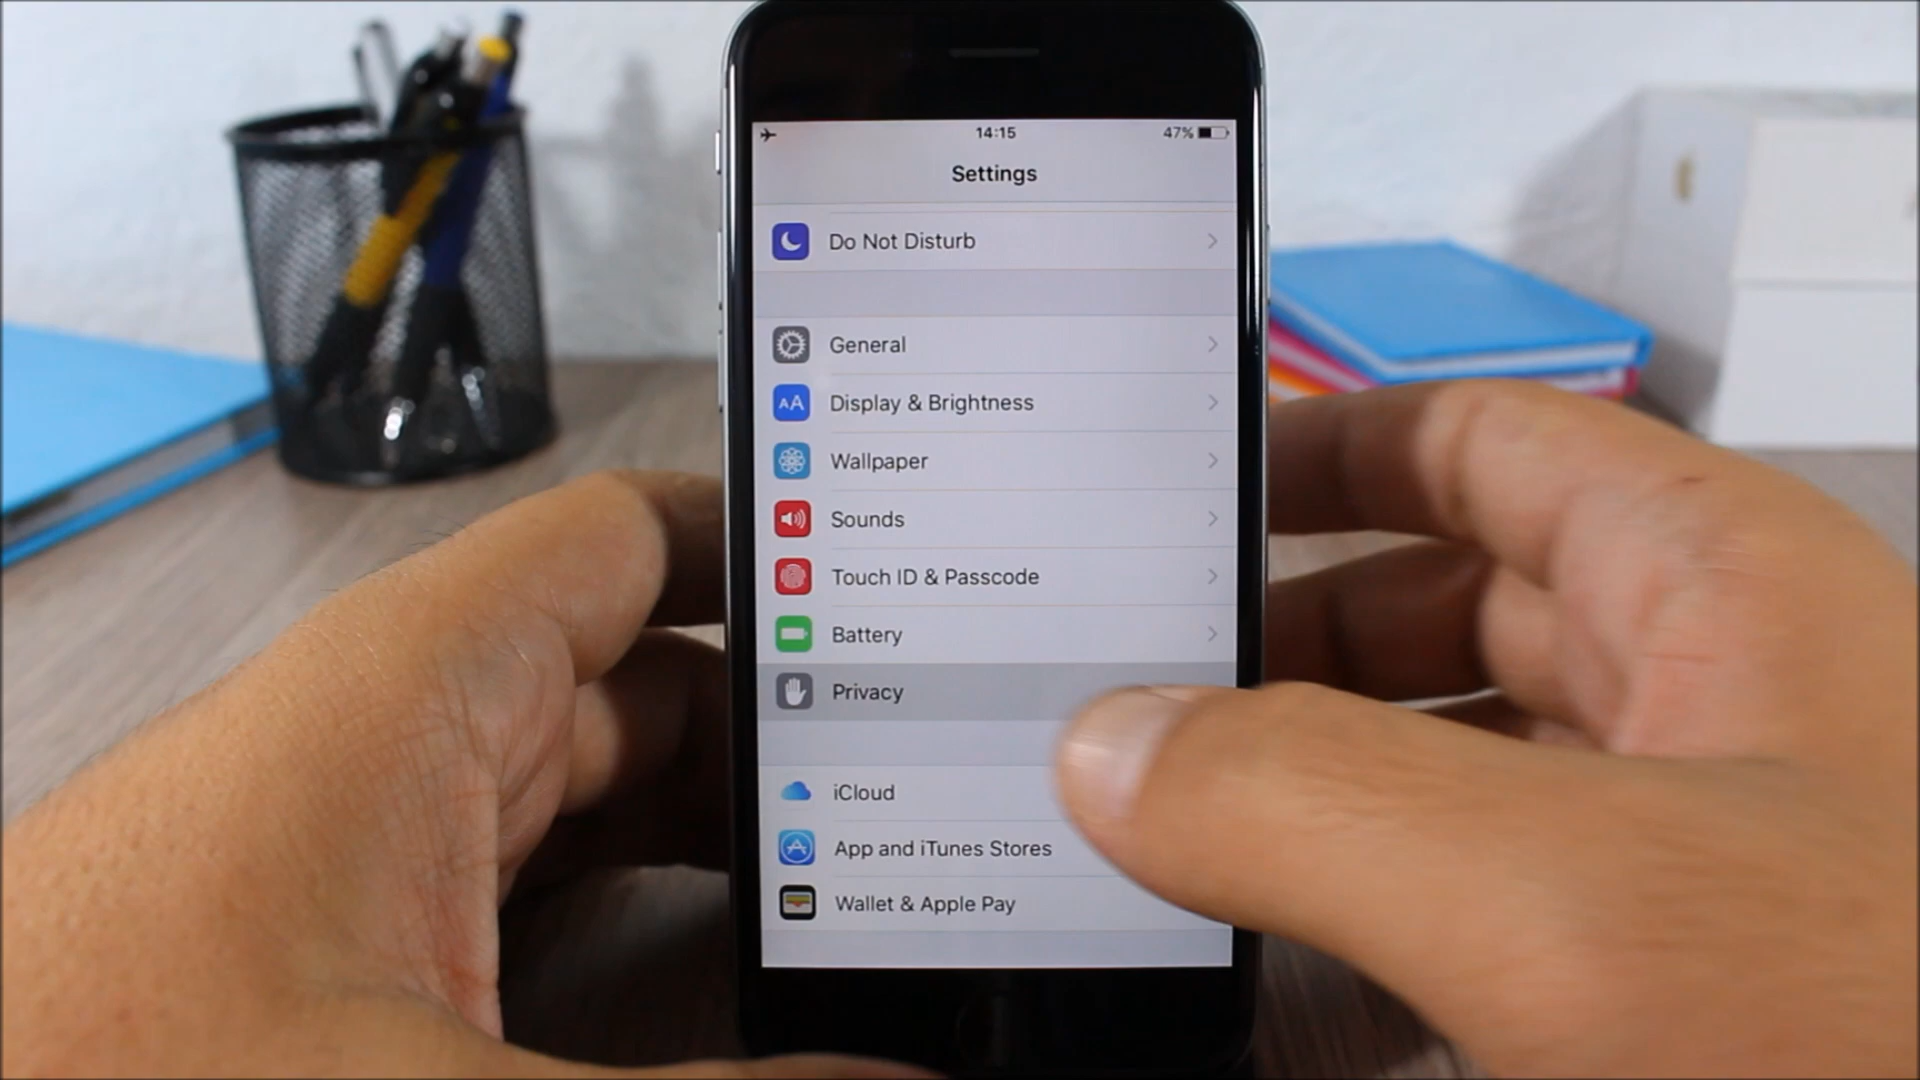 14:15
47%
Settings
Do Not Disturb
General
AA Display & Brightness
Wallpaper
Sounds
Touch ID & Passcode
Battery
Privacy
iCloud
App and iTunes Stores
Wallet & Apple Pay